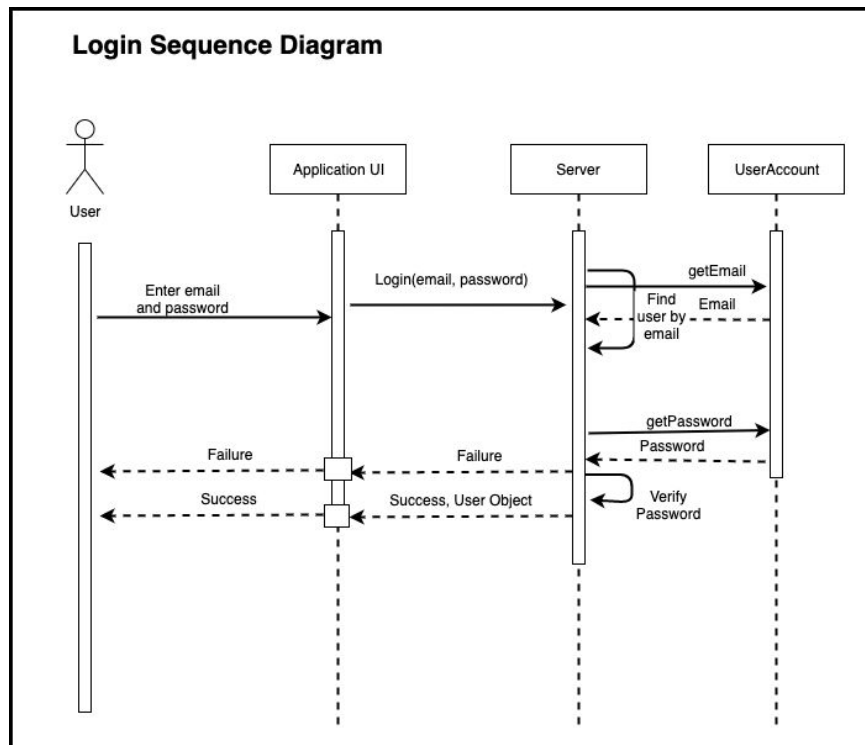 Login Sequence Diagram
User
Application UI
Server
UserAccount
Enter email
and password
Login(email, password)
getEmail
Find
user by
email
Email
getPassword
Password
Failure
Failure
Success
Success, User Object
Verify
Password